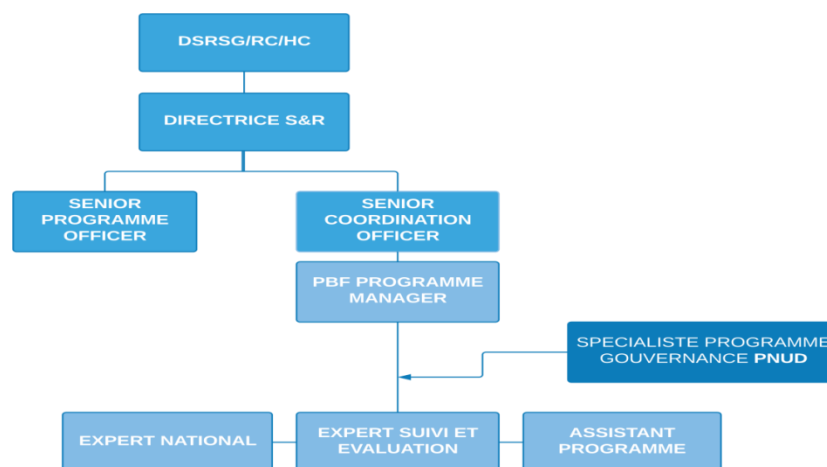 DSRSG/RC/HC
DIRECTRICE S&R
SENIOR
PROGRAMME
OFFICER
SENIOR
COORDINATION
OFFICER
PBF PROGRAMME
MANAGER
SPECIALISTE PROGRAMME
GOUVERNANCE PNUD
EXPERT NATIONAL
EXPERT SUIVI ET
EVALUATION
ASSISTANT
PROGRAMME